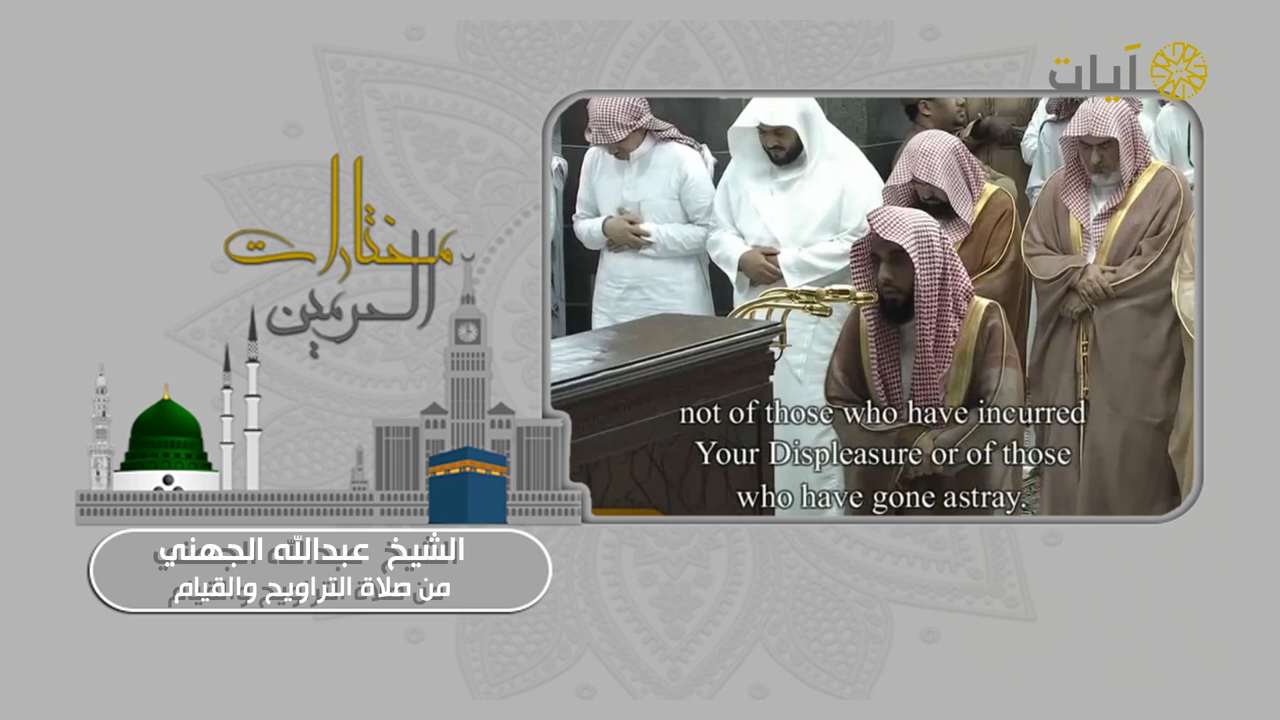 آيات
مختارات
الحرمين
not of those who have incurred
Your Displeasure or of those
who have gone astray.
الشيخ عبدالله الجهني
من صلاة التراويح والقيام